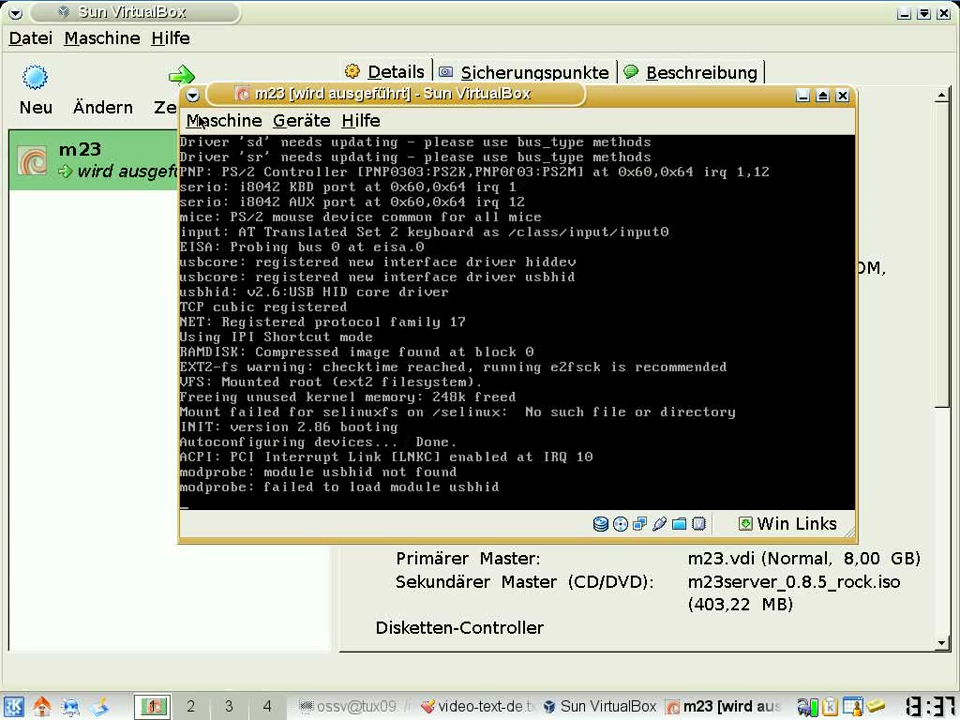 Sun VirtualBox
Datei Maschine Hilfe
Neu Ändern
Details Sicherungspunkte Beschreibung
m23
wird ausgef
m23 [wird ausgeführt] - Sun VirtualBox
Maschine Geräte Hilfe
Driver 'sd' needs updating - please use bus_type methods
Driver 'sr' needs updating - please use bus_type methods
PNP: PS/2 Controller [PNP0303:PS2K,PNP0f03:PS2M] at 0x60,0x64 irq 1,12
serio: i8042 KBD port at 0x60,0x64 irq 1
serio: i8042 AUX port at 0x60,0x64 irq 12
mice: PS/2 mouse device common for all mice
input: AT Translated Set 2 keyboard as /class/input/input0
EISA: Probing bus 0 at eisa.0
usbcore: registered new interface driver hiddev
usbcore: registered new interface driver usbhid
usbhid: v2.6:USB HID core driver
TCP cubic registered
NET: Registered protocol family 17
Using IPI Shortcut mode
RAMDISK: Compressed image found at block 0
EXT2-fs warning: checktime reached, running e2fsck is recommended
VFS: Mounted root (ext2 filesystem).
Freeing unused kernel memory: 248k freed
Mount failed for selinuxfs on /selinux:  No such file or directory
INIT: version 2.86 booting
Autoconfiguring devices...  Done.
ACPI: PCI Interrupt Link [LNKC] enabled at IRQ 10
modprobe: module usbhid not found
modprobe: failed to load module usbhid
OM,
Win Links
Primärer Master: m23.vdi (Normal, 8,00 GB)
Sekundärer Master (CD/DVD): m23server_0.8.5_rock.iso
(403,22 MB)
Disketten-Controller
2 3 4 ossv@tux09: video-text-de.t Sun VirtualBox m23 [wird aus 13:37